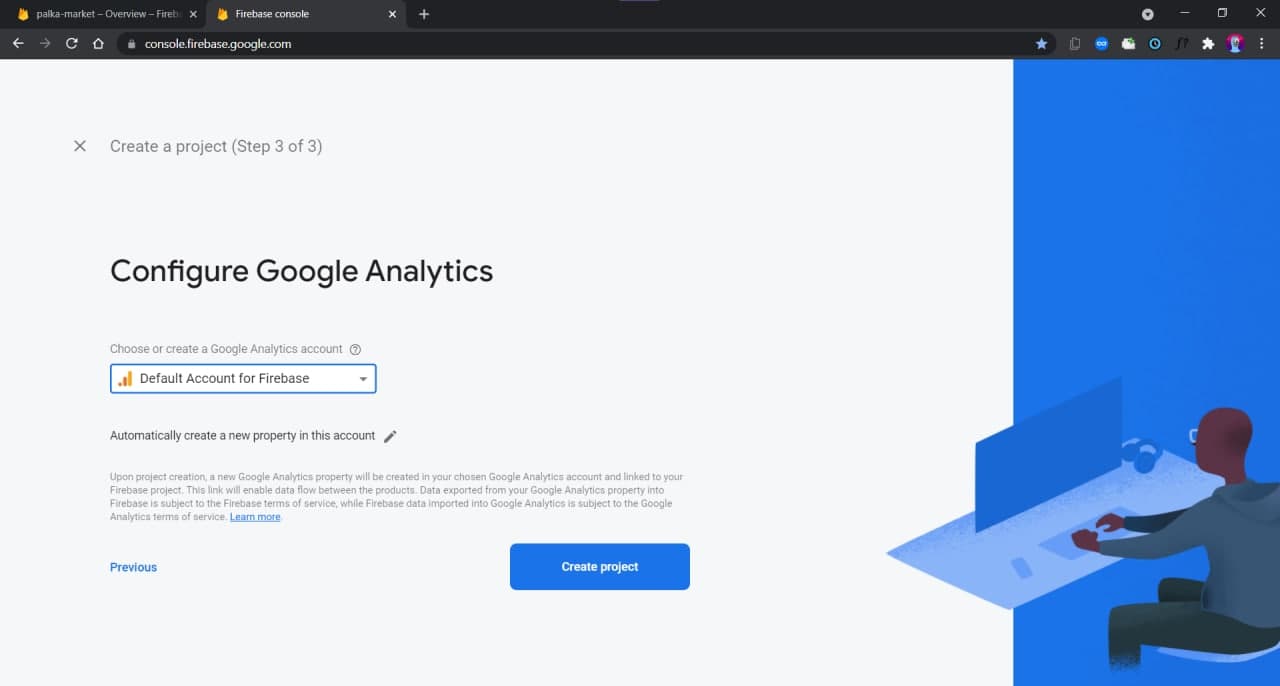 palka-market – Overview – Fireb
Firebase console
console.firebase.google.com
f?
Create a project (Step 3 of 3)
Configure Google Analytics
Choose or create a Google Analytics account
Default Account for Firebase
Automatically create a new property in this account
Upon project creation, a new Google Analytics property will be created in your chosen Google Analytics account and linked to your
Firebase project. This link will enable data flow between the products. Data exported from your Google Analytics property into
Firebase is subject to the Firebase terms of service, while Firebase data imported into Google Analytics is subject to the Google
Analytics terms of service. Learn more.
Previous
Create project